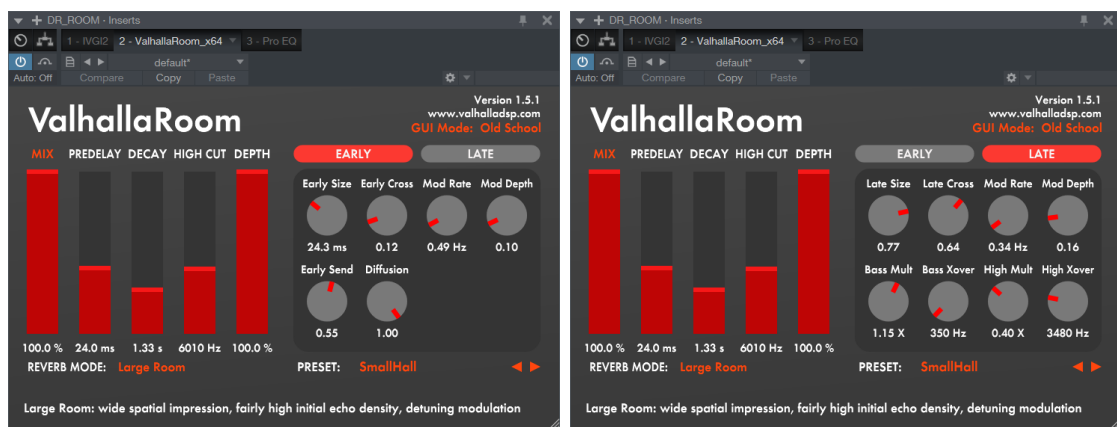 DR_ROOM - Inserts
1 - IVGI2 2 - ValhallaRoom_x64 3 - Pro EQ
default*
Auto: Off Compare Copy Paste
ValhallaRoom
Version 1.5.1
www.valhalladsp.com
GUI Mode: Old School
MIX PREDELAY DECAY HIGH CUT DEPTH
EARLY LATE
Early Size Early Cross Mod Rate Mod Depth
24.3 ms 0.12 0.49 Hz 0.10
Early Send Diffusion
0.55 1.00
100.0 % 24.0 ms 1.33 s 6010 Hz 100.0 %
REVERB MODE: Large Room PRESET: SmallHall
Large Room: wide spatial impression, fairly high initial echo density, detuning modulation
DR_ROOM - Inserts
1 - IVGI2 2 - ValhallaRoom_x64 3 - Pro EQ
default*
Auto: Off Compare Copy Paste
ValhallaRoom
Version 1.5.1
www.valhalladsp.com
GUI Mode: Old School
MIX PREDELAY DECAY HIGH CUT DEPTH
EARLY LATE
Late Size Late Cross Mod Rate Mod Depth
0.77 0.64 0.34 Hz 0.16
Bass Mult Bass Xover High Mult High Xover
1.15 X 350 Hz 0.40 X 3480 Hz
100.0 % 24.0 ms 1.33 s 6010 Hz 100.0 %
REVERB MODE: Large Room PRESET: SmallHall
Large Room: wide spatial impression, fairly high initial echo density, detuning modulation